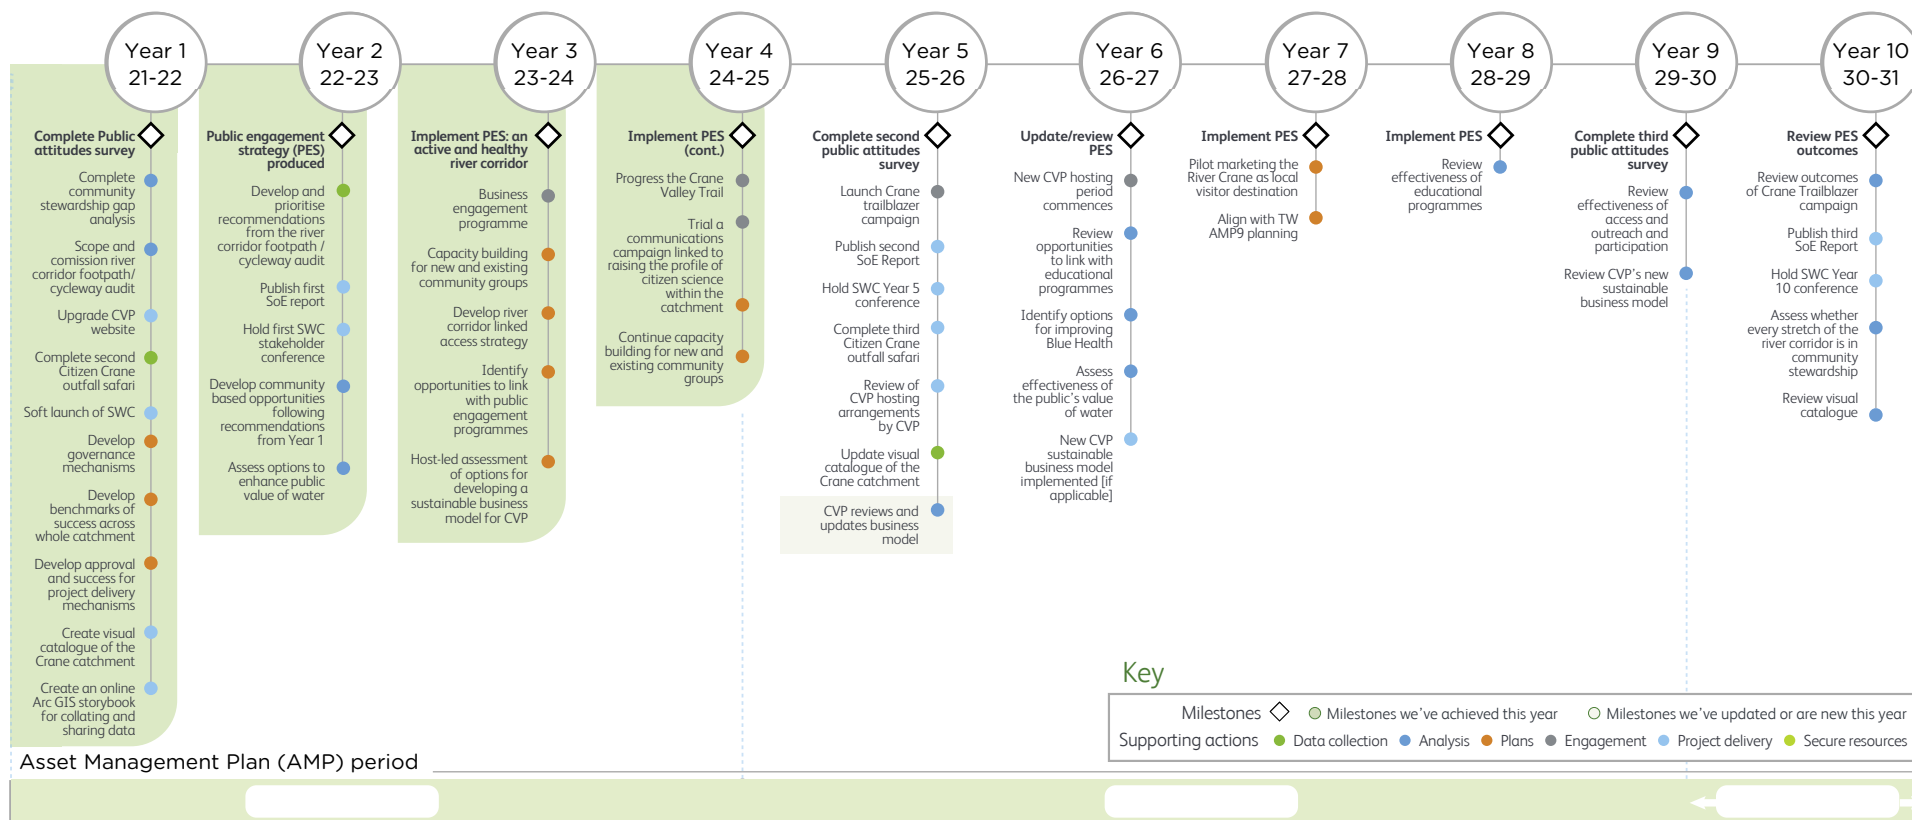 Year 1
21-22
Year 2
22-23
Year 3
23-24
Year 4
24-25
Year 5
25-26
Year 6
26-27
Year 7
27-28
Year 8
28-29
Year 9
29-30
Year 10
30-31
Complete Public
attitudes survey
Complete
community
stewardship gap
analysis
Scope and
comission river
corridor footpath/
cycleway audit
Upgrade CVP
website
Complete second
Citizen Crane
outfall safari
Soft launch of SWC
Develop
governance
mechanisms
Develop
benchmarks of
success across
whole catchment
Develop approval
and success for
project delivery
mechanisms
Create visual
catalogue of the
Crane catchment
Create an online
Arc GIS storybook
for collating and
sharing data
Public engagement
strategy (PES)
produced
Develop and
prioritise
recommendations
from the river
corridor footpath /
cycleway audit
Publish first
SoE report
Hold first SWC
stakeholder
conference
Develop community
based opportunities
following
recommendations
from Year 1
Assess options to
enhance public
value of water
Implement PES: an
active and healthy
river corridor
Business
engagement
programme
Capacity building
for new and existing
community groups
Develop river
corridor linked
access strategy
Identify
opportunities to link
with public
engagement
programmes
Host-led assessment
of options for
developing a
sustainable business
model for CVP
Implement PES
(cont.)
Progress the Crane
Valley Trail
Trial a
communications
campaign linked to
raising the profile of
citizen science
within the
catchment
Continue capacity
building for new and
existing community
groups
Complete second
public attitudes
survey
Launch Crane
trailblazer
campaign
Publish second
SoE Report
Hold SWC Year 5
conference
Complete third
Citizen Crane
outfall safari
Review of
CVP hosting
arrangements
by CVP
Update visual
catalogue of the
Crane catchment
CVP reviews and
updates business
model
Update/review
PES
New CVP hosting
period
commences
Review
opportunities
to link with
educational
programmes
Identify options
for improving
Blue Health
Assess
effectiveness of
the public's value
of water
New CVP
sustainable
business model
implemented [if
applicable]
Implement PES
Pilot marketing the
River Crane as local
visitor destination
Align with TW
AMP9 planning
Implement PES
Review
effectiveness of
educational
programmes
Complete third
public attitudes
survey
Review
effectiveness of
access and
outreach and
participation
Review CVP's new
sustainable
business model
Review PES
outcomes
Review outcomes
of Crane Trailblazer
campaign
Publish third
SoE Report
Hold SWC Year
10 conference
Assess whether
every stretch of the
river corridor is in
community
stewardship
Review visual
catalogue
Key
Milestones Milestones we've achieved this year Milestones we've updated or are new this year
Supporting actions Data collection Analysis Plans Engagement Project delivery Secure resources
Asset Management Plan (AMP) period